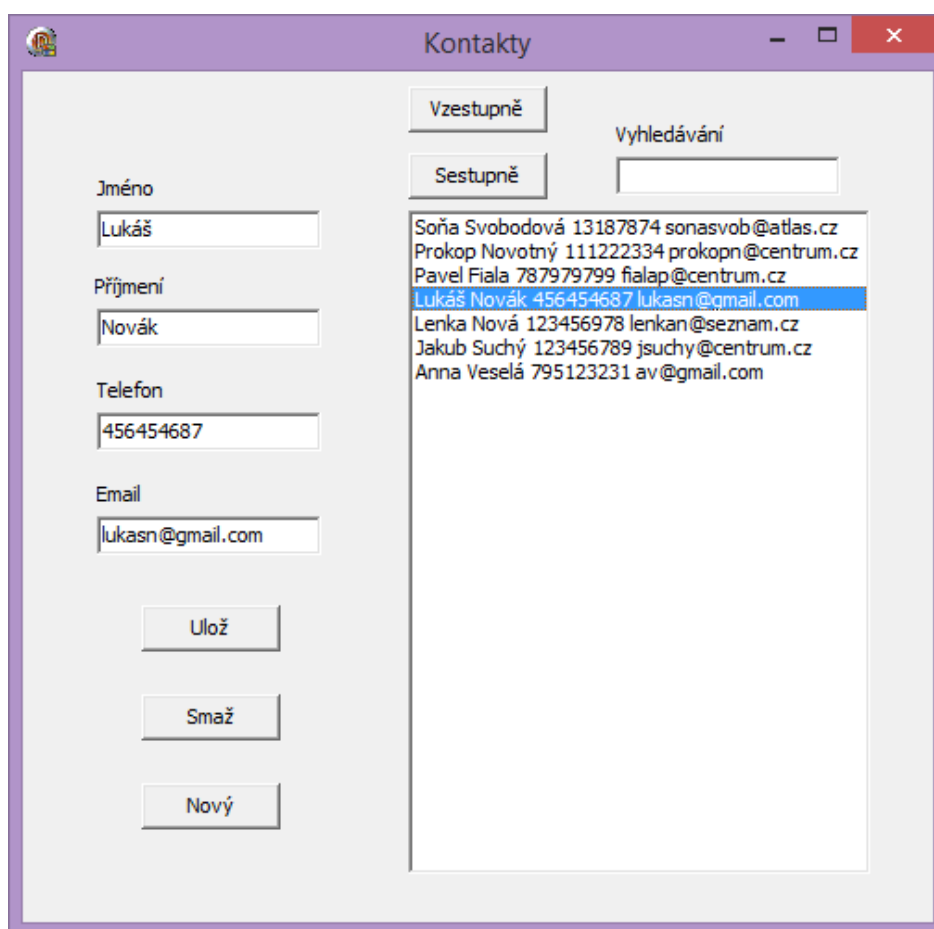 Kontakty
Vzestupně
Vyhledávání
Sestupně
Jméno
Lukáš
Příjmení
Novák
Telefon
456454687
Email
lukasn@gmail.com
Ulož
Smaž
Nový
Soňa Svobodová 13187874 sonasvob@atlas.cz
Prokop Novotný 111222334 prokopn@centrum.cz
Pavel Fiala 787979799 fialap@centrum.cz
Lukáš Novák 456454687 lukasn@gmail.com
Lenka Nová 123456978 lenkan@seznam.cz
Jakub Suchý 123456789 jsuchy@centrum.cz
Anna Veselá 795123231 av@gmail.com